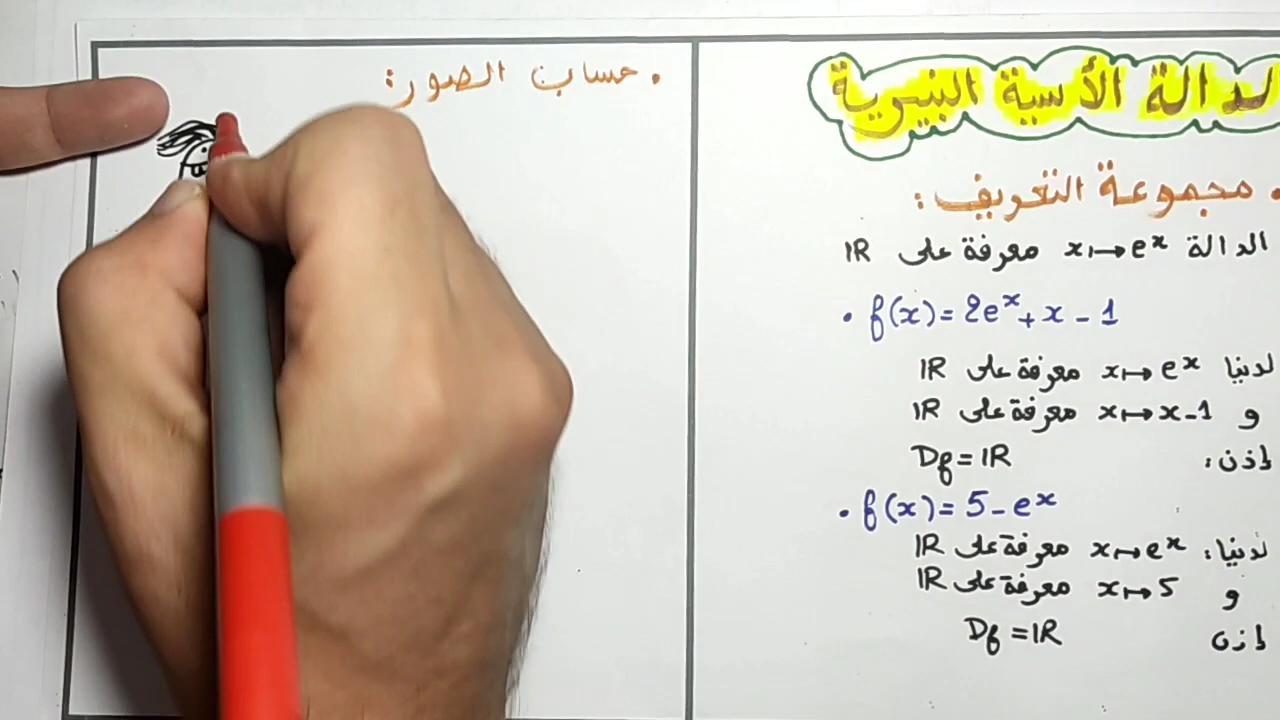 الدالة الأسية النبيرية
• مجموعة التعريف:
الدالة x↦eˣ معرفة على IR
• f(x)= 2eˣ+ x - 1
لدينا x↦eˣ معرفة على IR
و x↦x-1 معرفة على IR
إذن: Df=IR
• f(x)= 5-eˣ
لدينا: x↦eˣ معرفة على IR
و x↦5 معرفة على IR
إذن Df=IR
• حساب الصور: